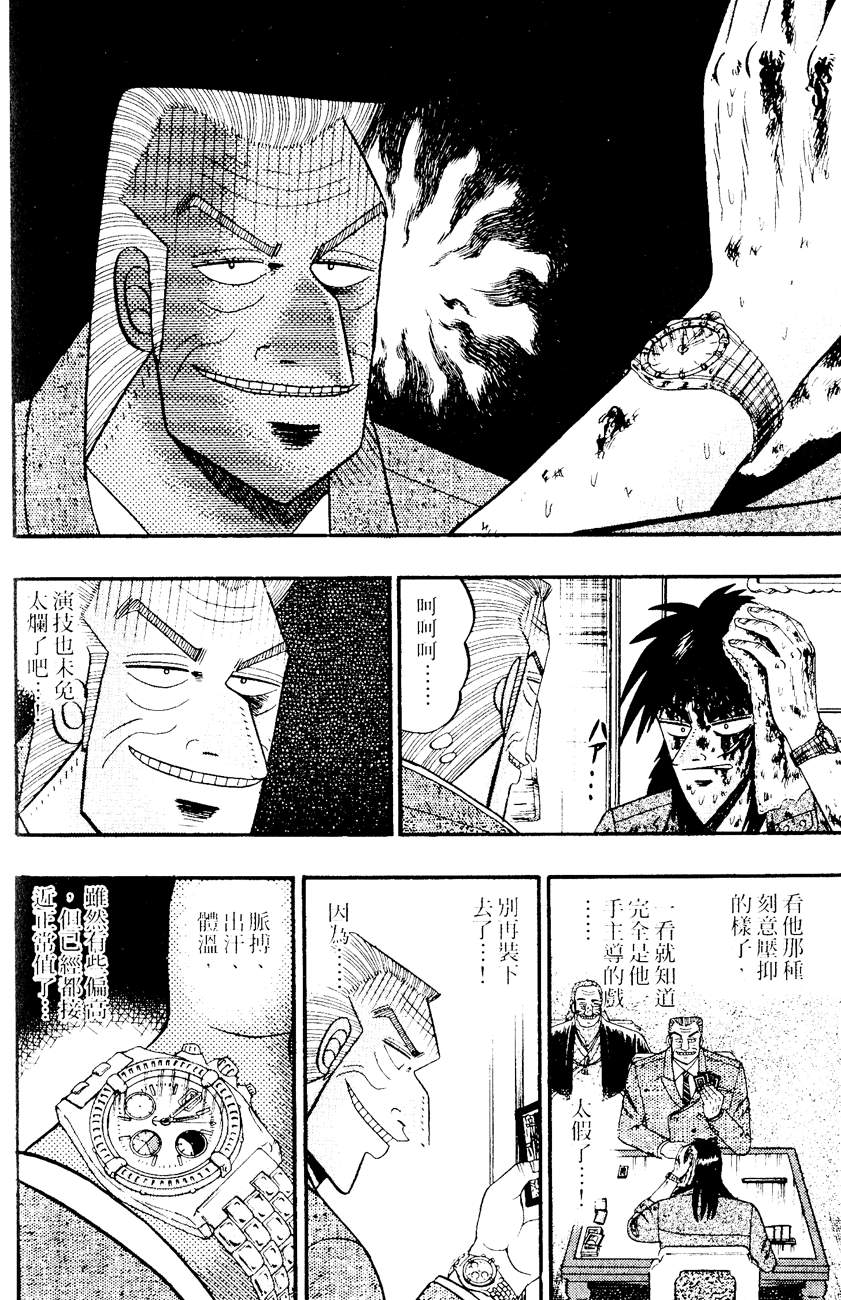 呵呵呵……
ハァ…
演技也未免
太爛了吧…！
看他那種
刻意壓抑
的樣子、
一看就知道
完全是他一
手主導的戲
……
太假了…！
別再裝下
去了…！
因為……
脈搏、
出汗、
體溫、
雖然有些偏高
，但已經都接
近正常值了…